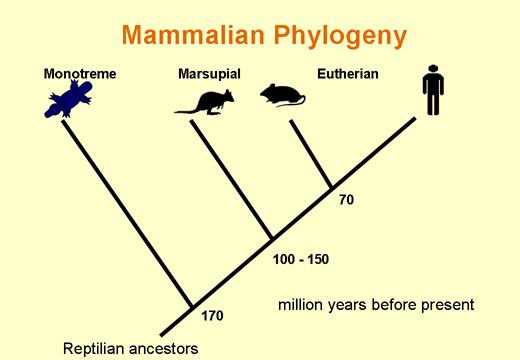 Mammalian Phylogeny
Monotreme Marsupial Eutherian
70
100 - 150
million years before present
170
Reptilian ancestors